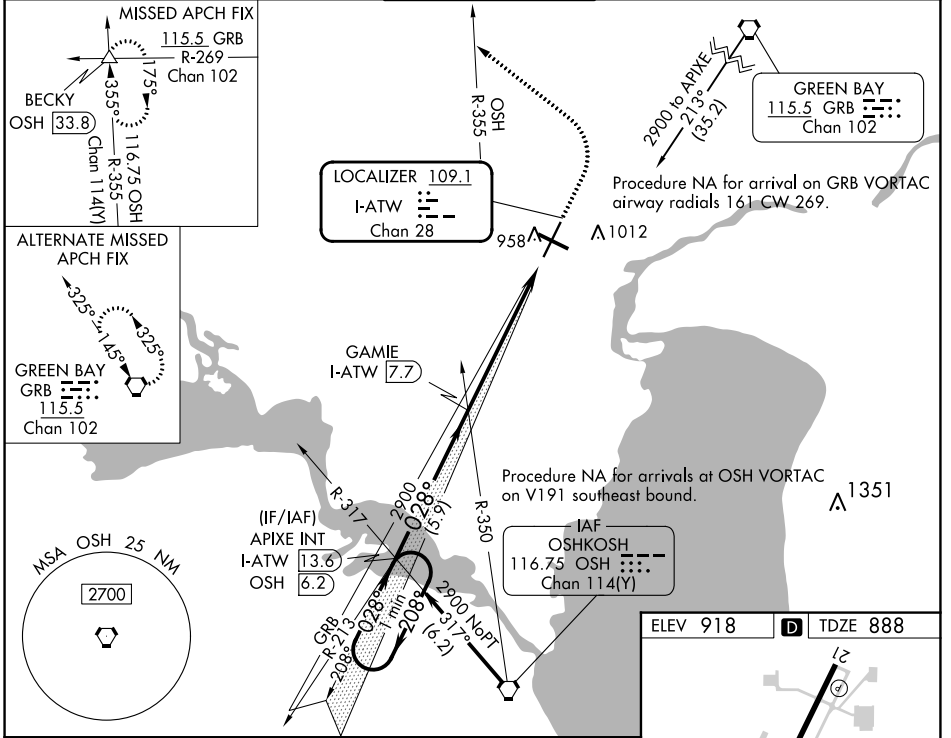 MISSED APCH FIX
115.5 GRB
R-269
Chan 102
175°
355°
BECKY
OSH 33.8
R-355
116.75 OSH
Chan 114(Y)
ALTERNATE MISSED
APCH FIX
325°
145°
325°
GREEN BAY
GRB
115.5
Chan 102
OSH
R-355
LOCALIZER 109.1
I-ATW
Chan 28
958
1012
2900 to APIXE
213°
(35.2)
GREEN BAY
115.5 GRB
Chan 102
Procedure NA for arrival on GRB VORTAC
airway radials 161 CW 269.
GAMIE
I-ATW 7.7
R-317
2900
028°
(5.9)
R-350
Procedure NA for arrivals at OSH VORTAC
on V191 southeast bound.
1351
(IF/IAF)
APIXE INT
I-ATW 13.6
OSH 6.2
IAF
OSHKOSH
116.75 OSH
Chan 114(Y)
2900 NoPT
317°
(6.2)
028°
1 min
208°
GRB
R-213
208°
MSA OSH 25 NM
2700
ELEV 918
D
TDZE 888
21
P